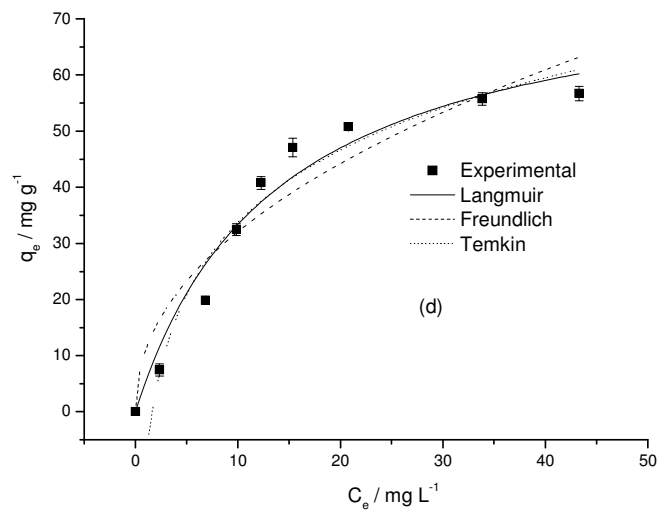 70
60
50
40
30
20
10
0
q_e / mg g^-1
Experimental
Langmuir
Freundlich
Temkin
(d)
0 10 20 30 40 50
C_e / mg L^-1